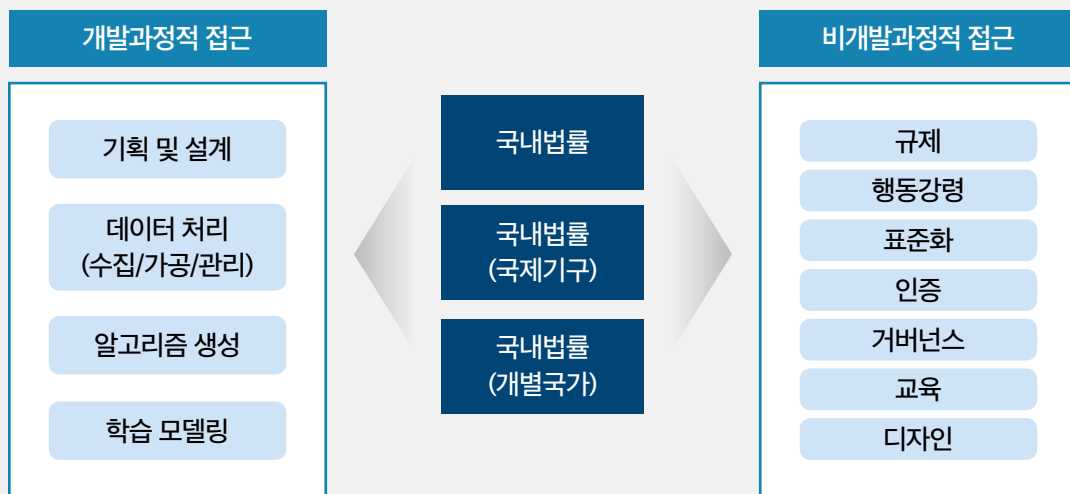 개발과정적 접근
기획 및 설계
데이터 처리
(수집/가공/관리)
알고리즘 생성
학습 모델링
국내법률
국내법률
(국제기구)
국내법률
(개별국가)
비개발과정적 접근
규제
행동강령
표준화
인증
거버넌스
교육
디자인